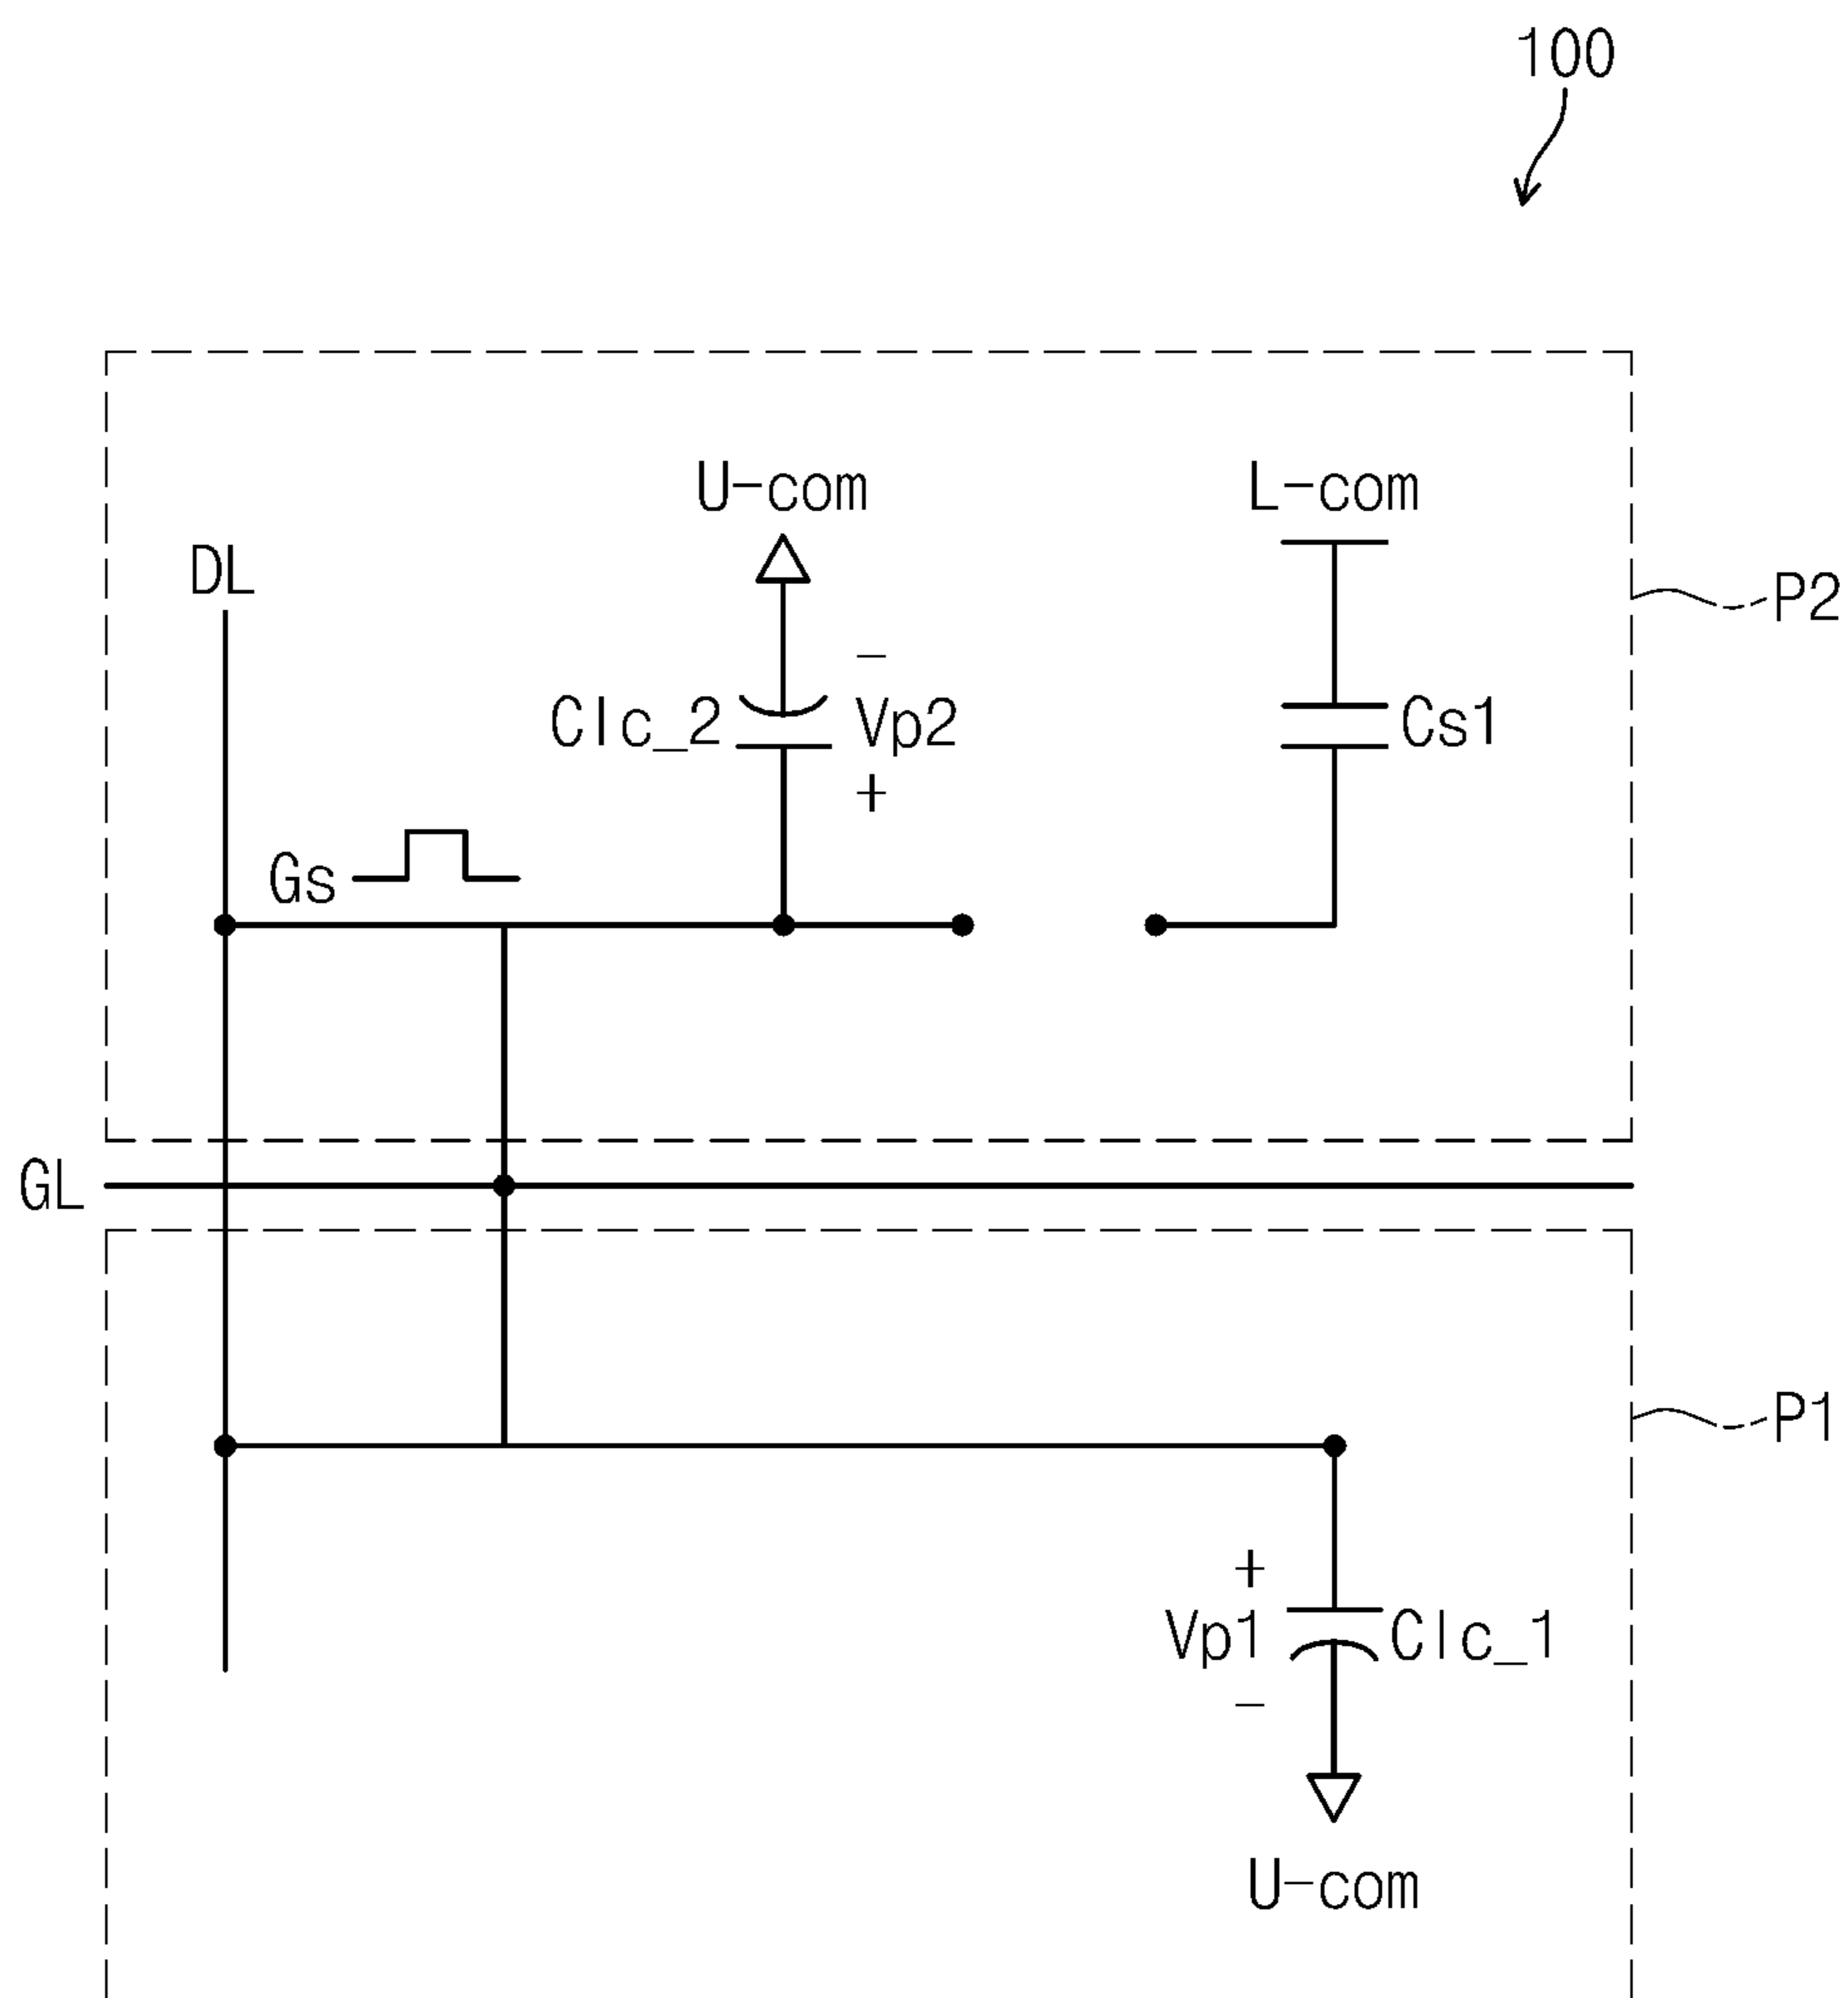 100
U-com
L-com
DL
P2
-
Clc_2
Vp2
Cs1
+
Gs
GL
P1
+
Vp1
Clc_1
-
U-com